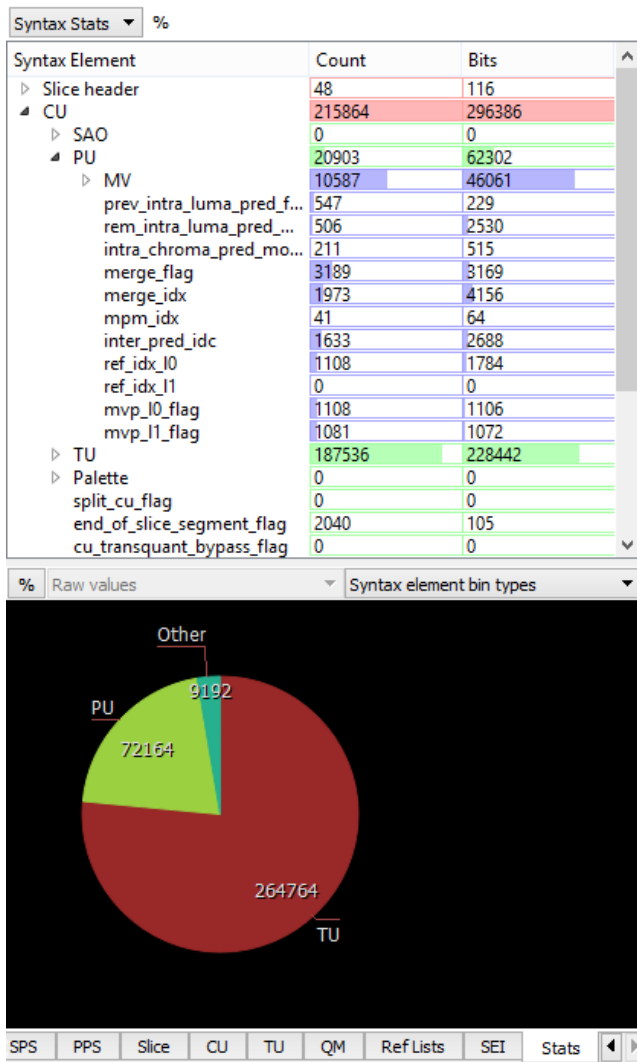 Syntax Stats %
Syntax Element Count Bits
Slice header 48 116
CU 215864 296386
SAO 0 0
PU 20903 62302
MV 10587 46061
prev_intra_luma_pred_f... 547 229
rem_intra_luma_pred_... 506 2530
intra_chroma_pred_mo... 211 515
merge_flag 3189 3169
merge_idx 1973 4156
mpm_idx 41 64
inter_pred_idc 1633 2688
ref_idx_l0 1108 1784
ref_idx_l1 0 0
mvp_l0_flag 1108 1106
mvp_l1_flag 1081 1072
TU 187536 228442
Palette 0 0
split_cu_flag 0 0
end_of_slice_segment_flag 2040 105
cu_transquant_bypass_flag 0 0
% Raw values Syntax element bin types
Other
9192
PU
72164
264764
TU
SPS PPS Slice CU TU QM Ref Lists SEI Stats